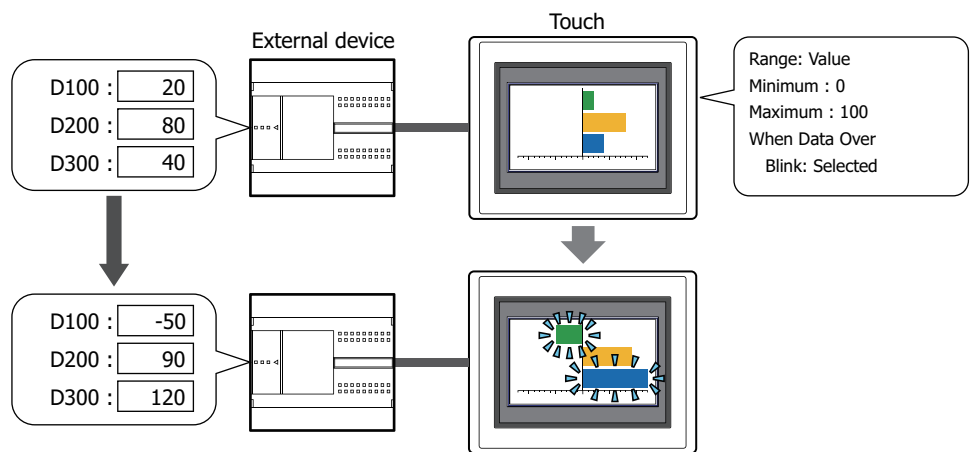 Touch
External device
D100 : 20
D200 : 80
D300 : 40
Range: Value
Minimum : 0
Maximum : 100
When Data Over
Blink: Selected
D100 : -50
D200 : 90
D300 : 120